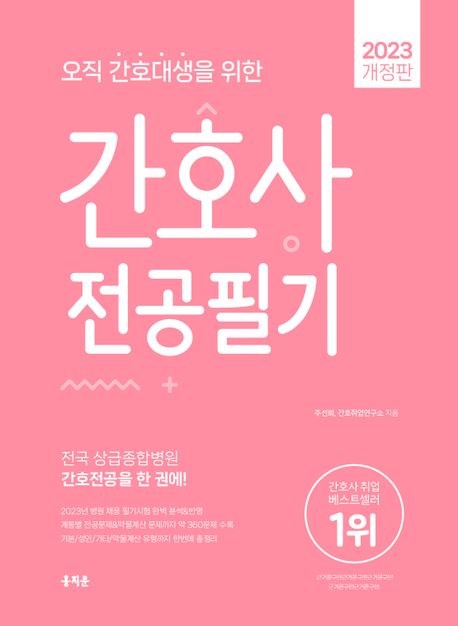 2023
개정판
오직 간호대생을 위한
간호사
전공필기
주선희, 간호취업연구소 지음
전국 상급종합병원
간호전공을 한 권에!
2023년 병원 채용 필기시험 완벽 분석&반영
계통별 전공문제&약물계산 문제까지 약 360문제 수록
기본/성인/기타/약물계산 유형까지 한번에 총정리
간호사 취업
베스트셀러
1위
홍지문